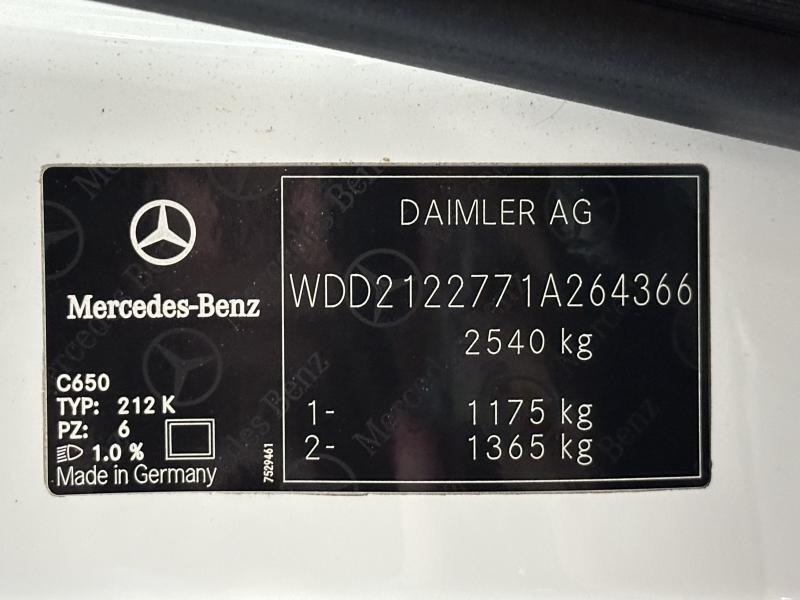 Mercedes-Benz
C650
TYP: 212 K
PZ: 6
1.0 %
Made in Germany
7529461
DAIMLER AG
WDD2122771A264366
2540 kg
1- 1175 kg
2- 1365 kg